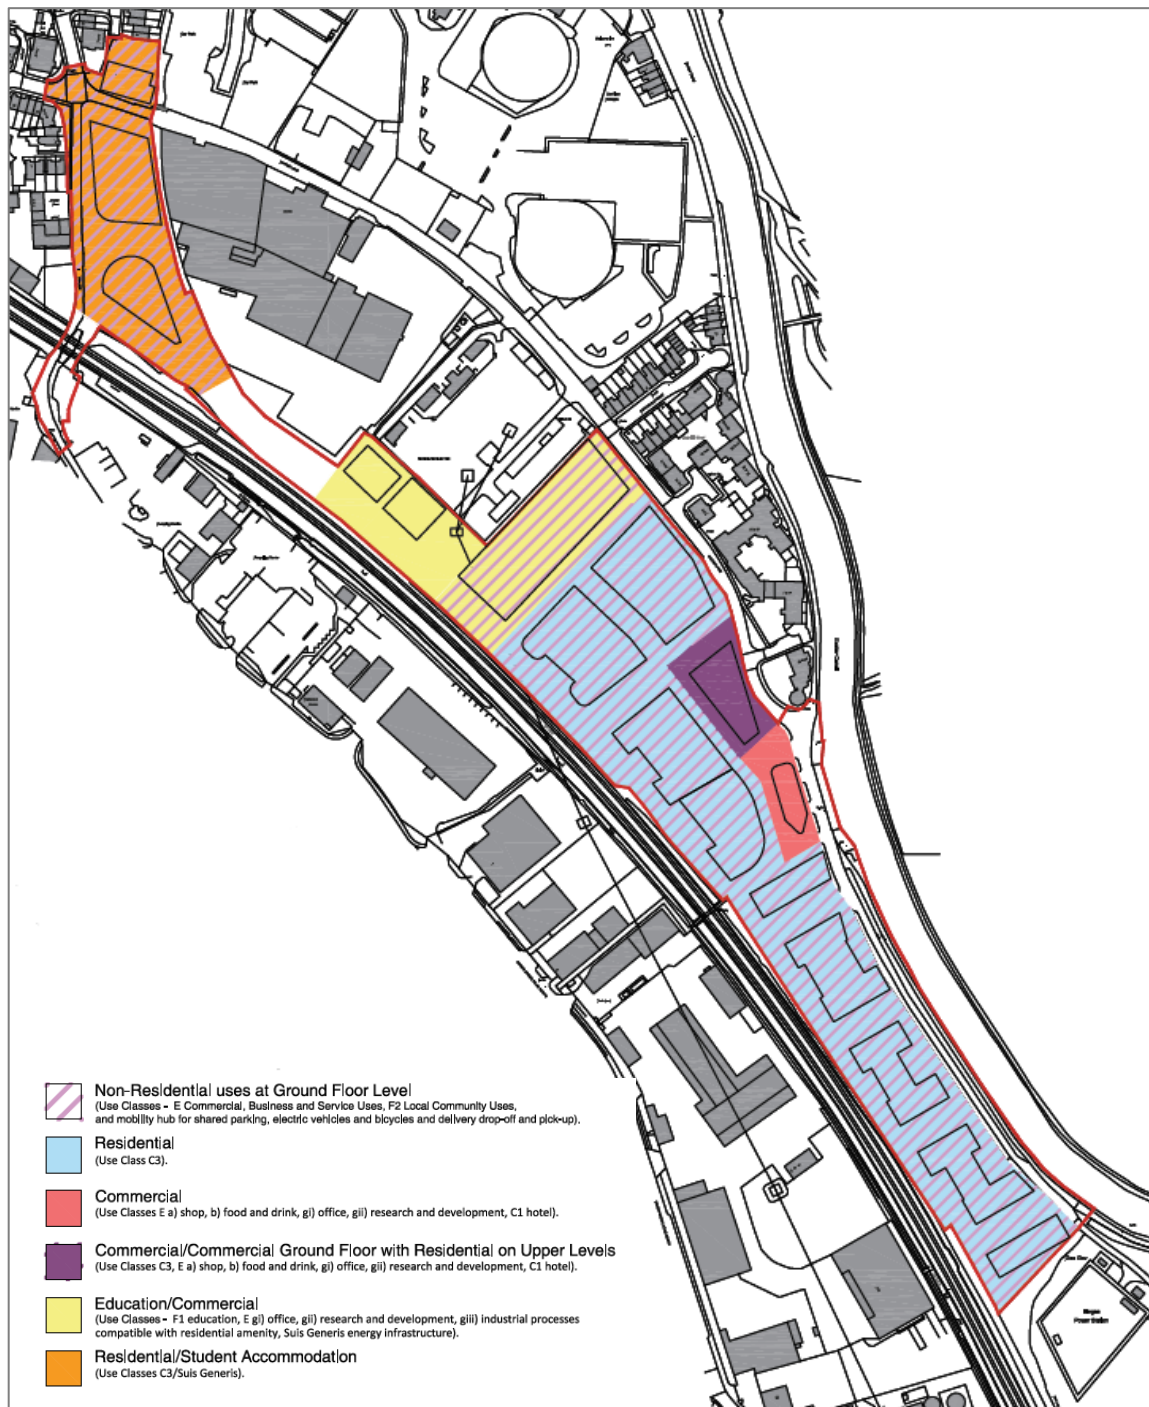 Non-Residential uses at Ground Floor Level
(Use Classes - E Commercial, Business and Service Uses, F2 Local Community Uses,
and mobility hub for shared parking, electric vehicles and bicycles and delivery drop-off and pick-up).
Residential
(Use Class C3).
Commercial
(Use Classes E a) shop, b) food and drink, gi) office, gii) research and development, C1 hotel).
Commercial/Commercial Ground Floor with Residential on Upper Levels
(Use Classes C3, E a) shop, b) food and drink, gi) office, gii) research and development, C1 hotel).
Education/Commercial
(Use Classes - F1 education, E gi) office, gii) research and development, giii) industrial processes
compatible with residential amenity, Suis Generis energy infrastructure).
Residential/Student Accommodation
(Use Classes C3/Suis Generis).
Power Station